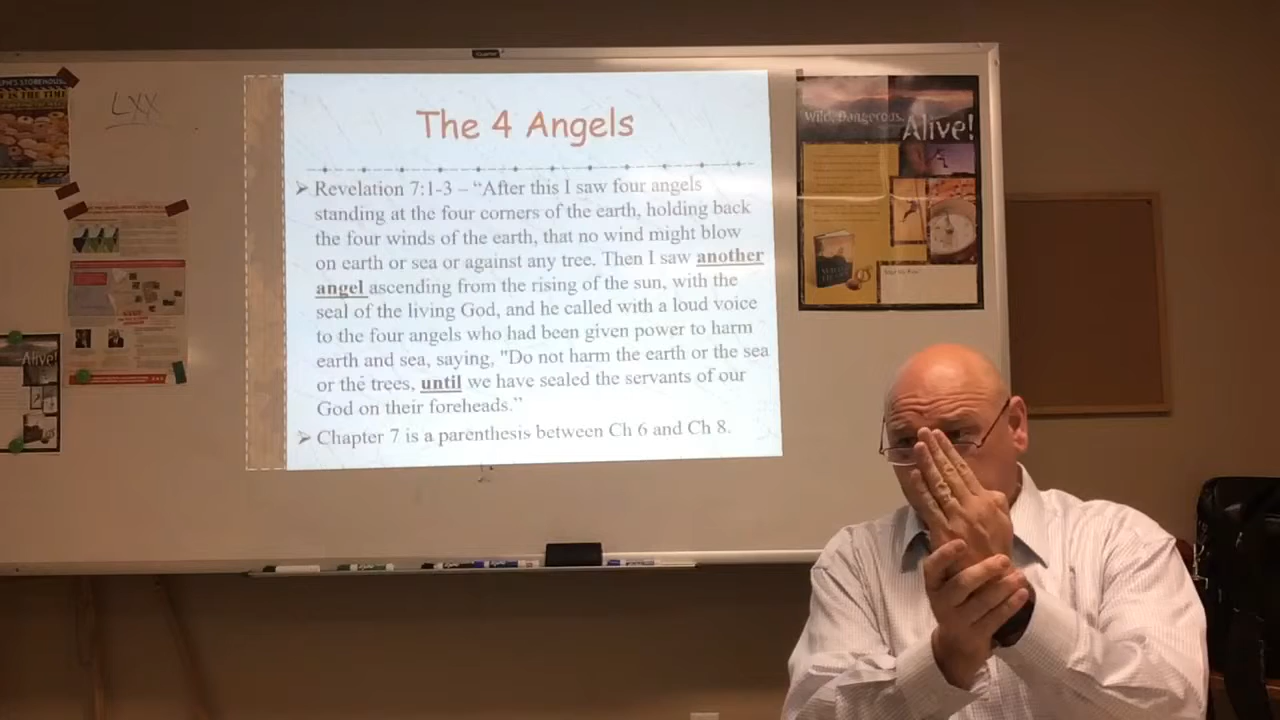 Quartet
PH'S STOREHOUSE
W IS THE TIME
LXX
The 4 Angels
➢ Revelation 7:1-3 – “After this I saw four angels
standing at the four corners of the earth, holding back
the four winds of the earth, that no wind might blow
on earth or sea or against any tree. Then I saw another
angel ascending from the rising of the sun, with the
seal of the living God, and he called with a loud voice
to the four angels who had been given power to harm
earth and sea, saying, "Do not harm the earth or the sea
or the trees, until we have sealed the servants of our
God on their foreheads.”
➢ Chapter 7 is a parenthesis between Ch 6 and Ch 8.
Wild. Dangerous. Alive!
Alive!